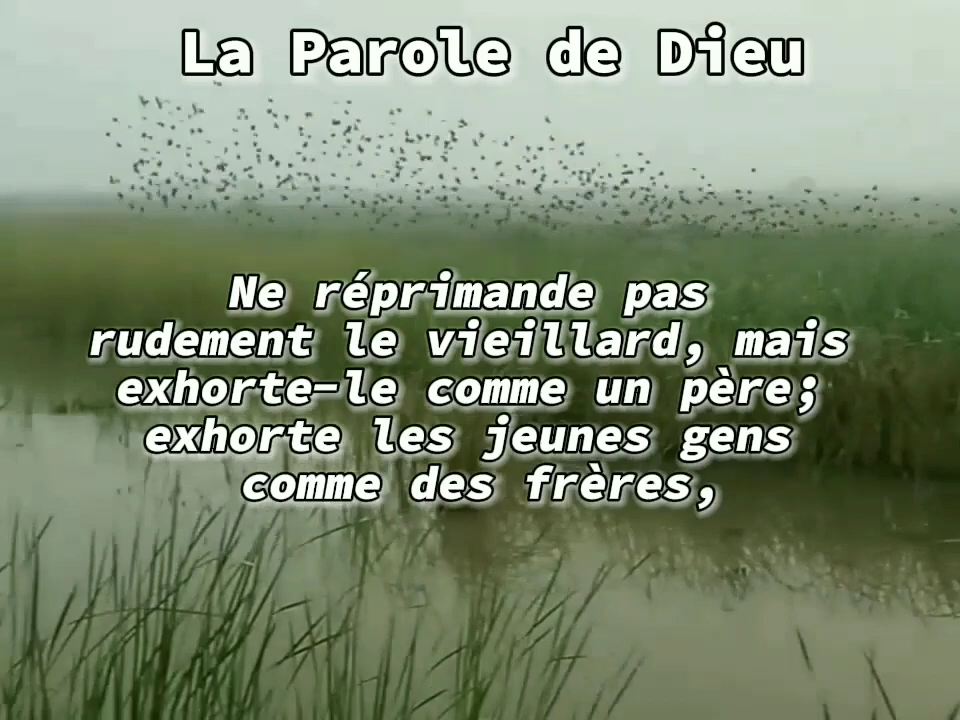 La Parole de Dieu
Ne réprimande pas
rudement le vieillard, mais
exhorte-le comme un père;
exhorte les jeunes gens
comme des frères,